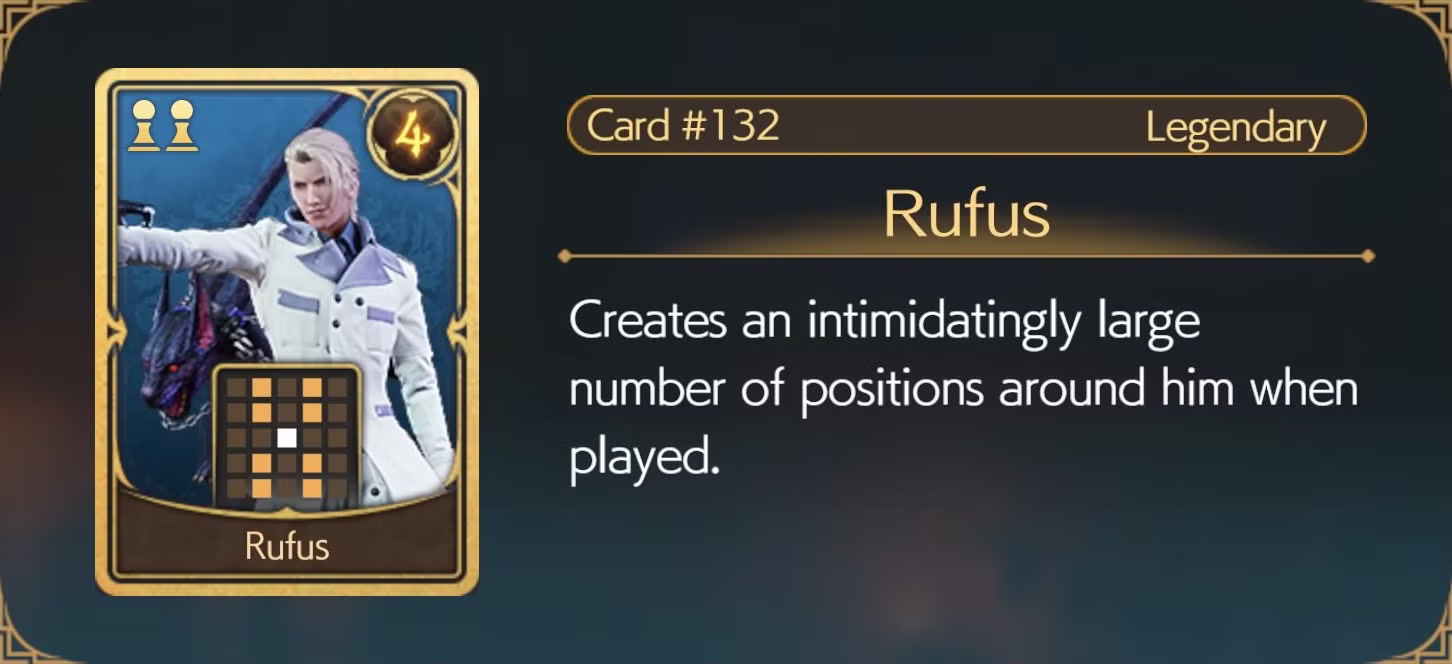 4
Rufus
Card #132 Legendary
Rufus
Creates an intimidatingly large
number of positions around him when
played.